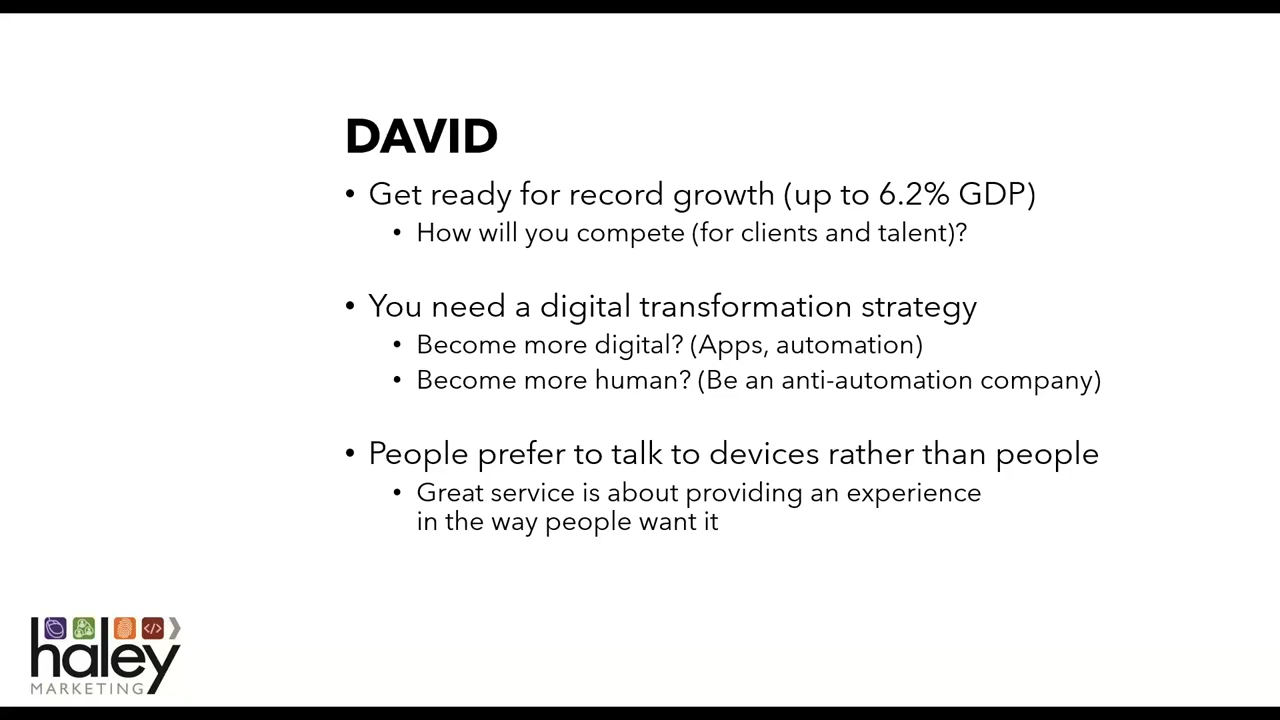 DAVID
• Get ready for record growth (up to 6.2% GDP)
• How will you compete (for clients and talent)?
• You need a digital transformation strategy
• Become more digital? (Apps, automation)
• Become more human? (Be an anti-automation company)
• People prefer to talk to devices rather than people
• Great service is about providing an experience
in the way people want it
</>
haley
MARKETING